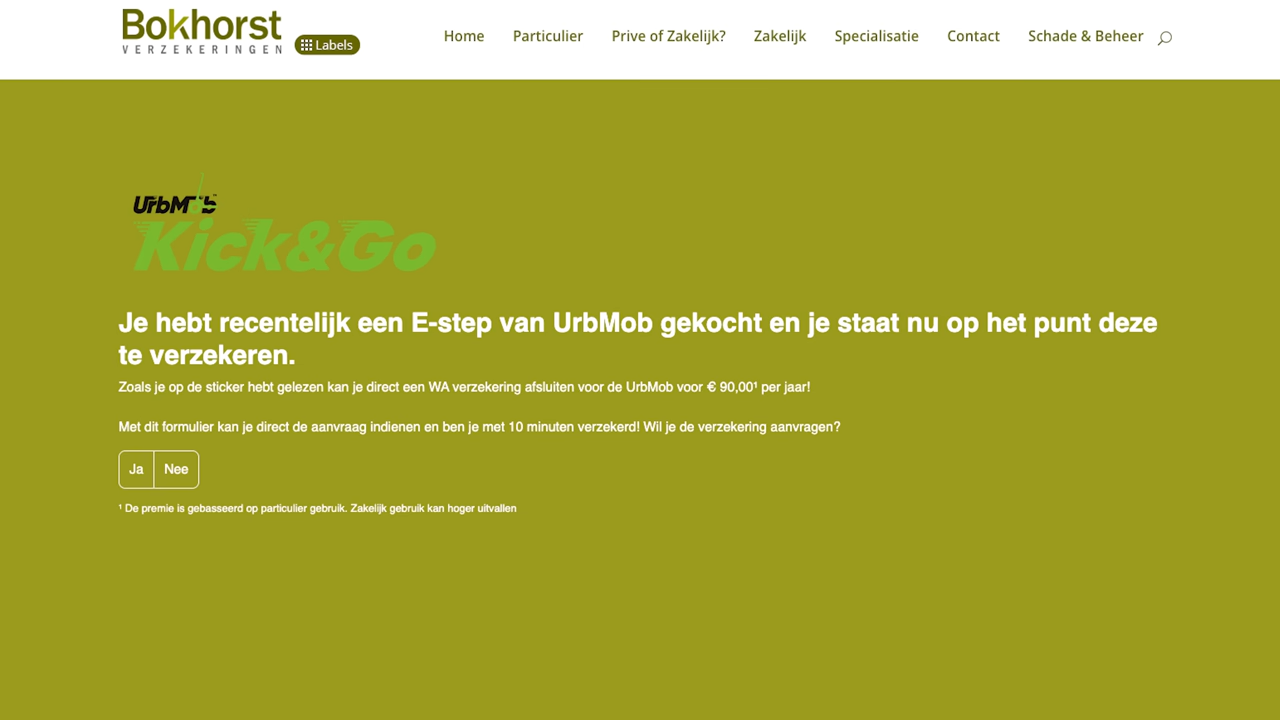 Bokhorst
VERZEKERINGEN
Labels
Home Particulier Prive of Zakelijk? Zakelijk Specialisatie Contact Schade & Beheer
UrbMob™
Kick&Go
Je hebt recentelijk een E-step van UrbMob gekocht en je staat nu op het punt deze
te verzekeren.
Zoals je op de sticker hebt gelezen kan je direct een WA verzekering afsluiten voor de UrbMob voor € 90,00¹ per jaar!
Met dit formulier kan je direct de aanvraag indienen en ben je met 10 minuten verzekerd! Wil je de verzekering aanvragen?
Ja Nee
¹ De premie is gebasseerd op particulier gebruik. Zakelijk gebruik kan hoger uitvallen